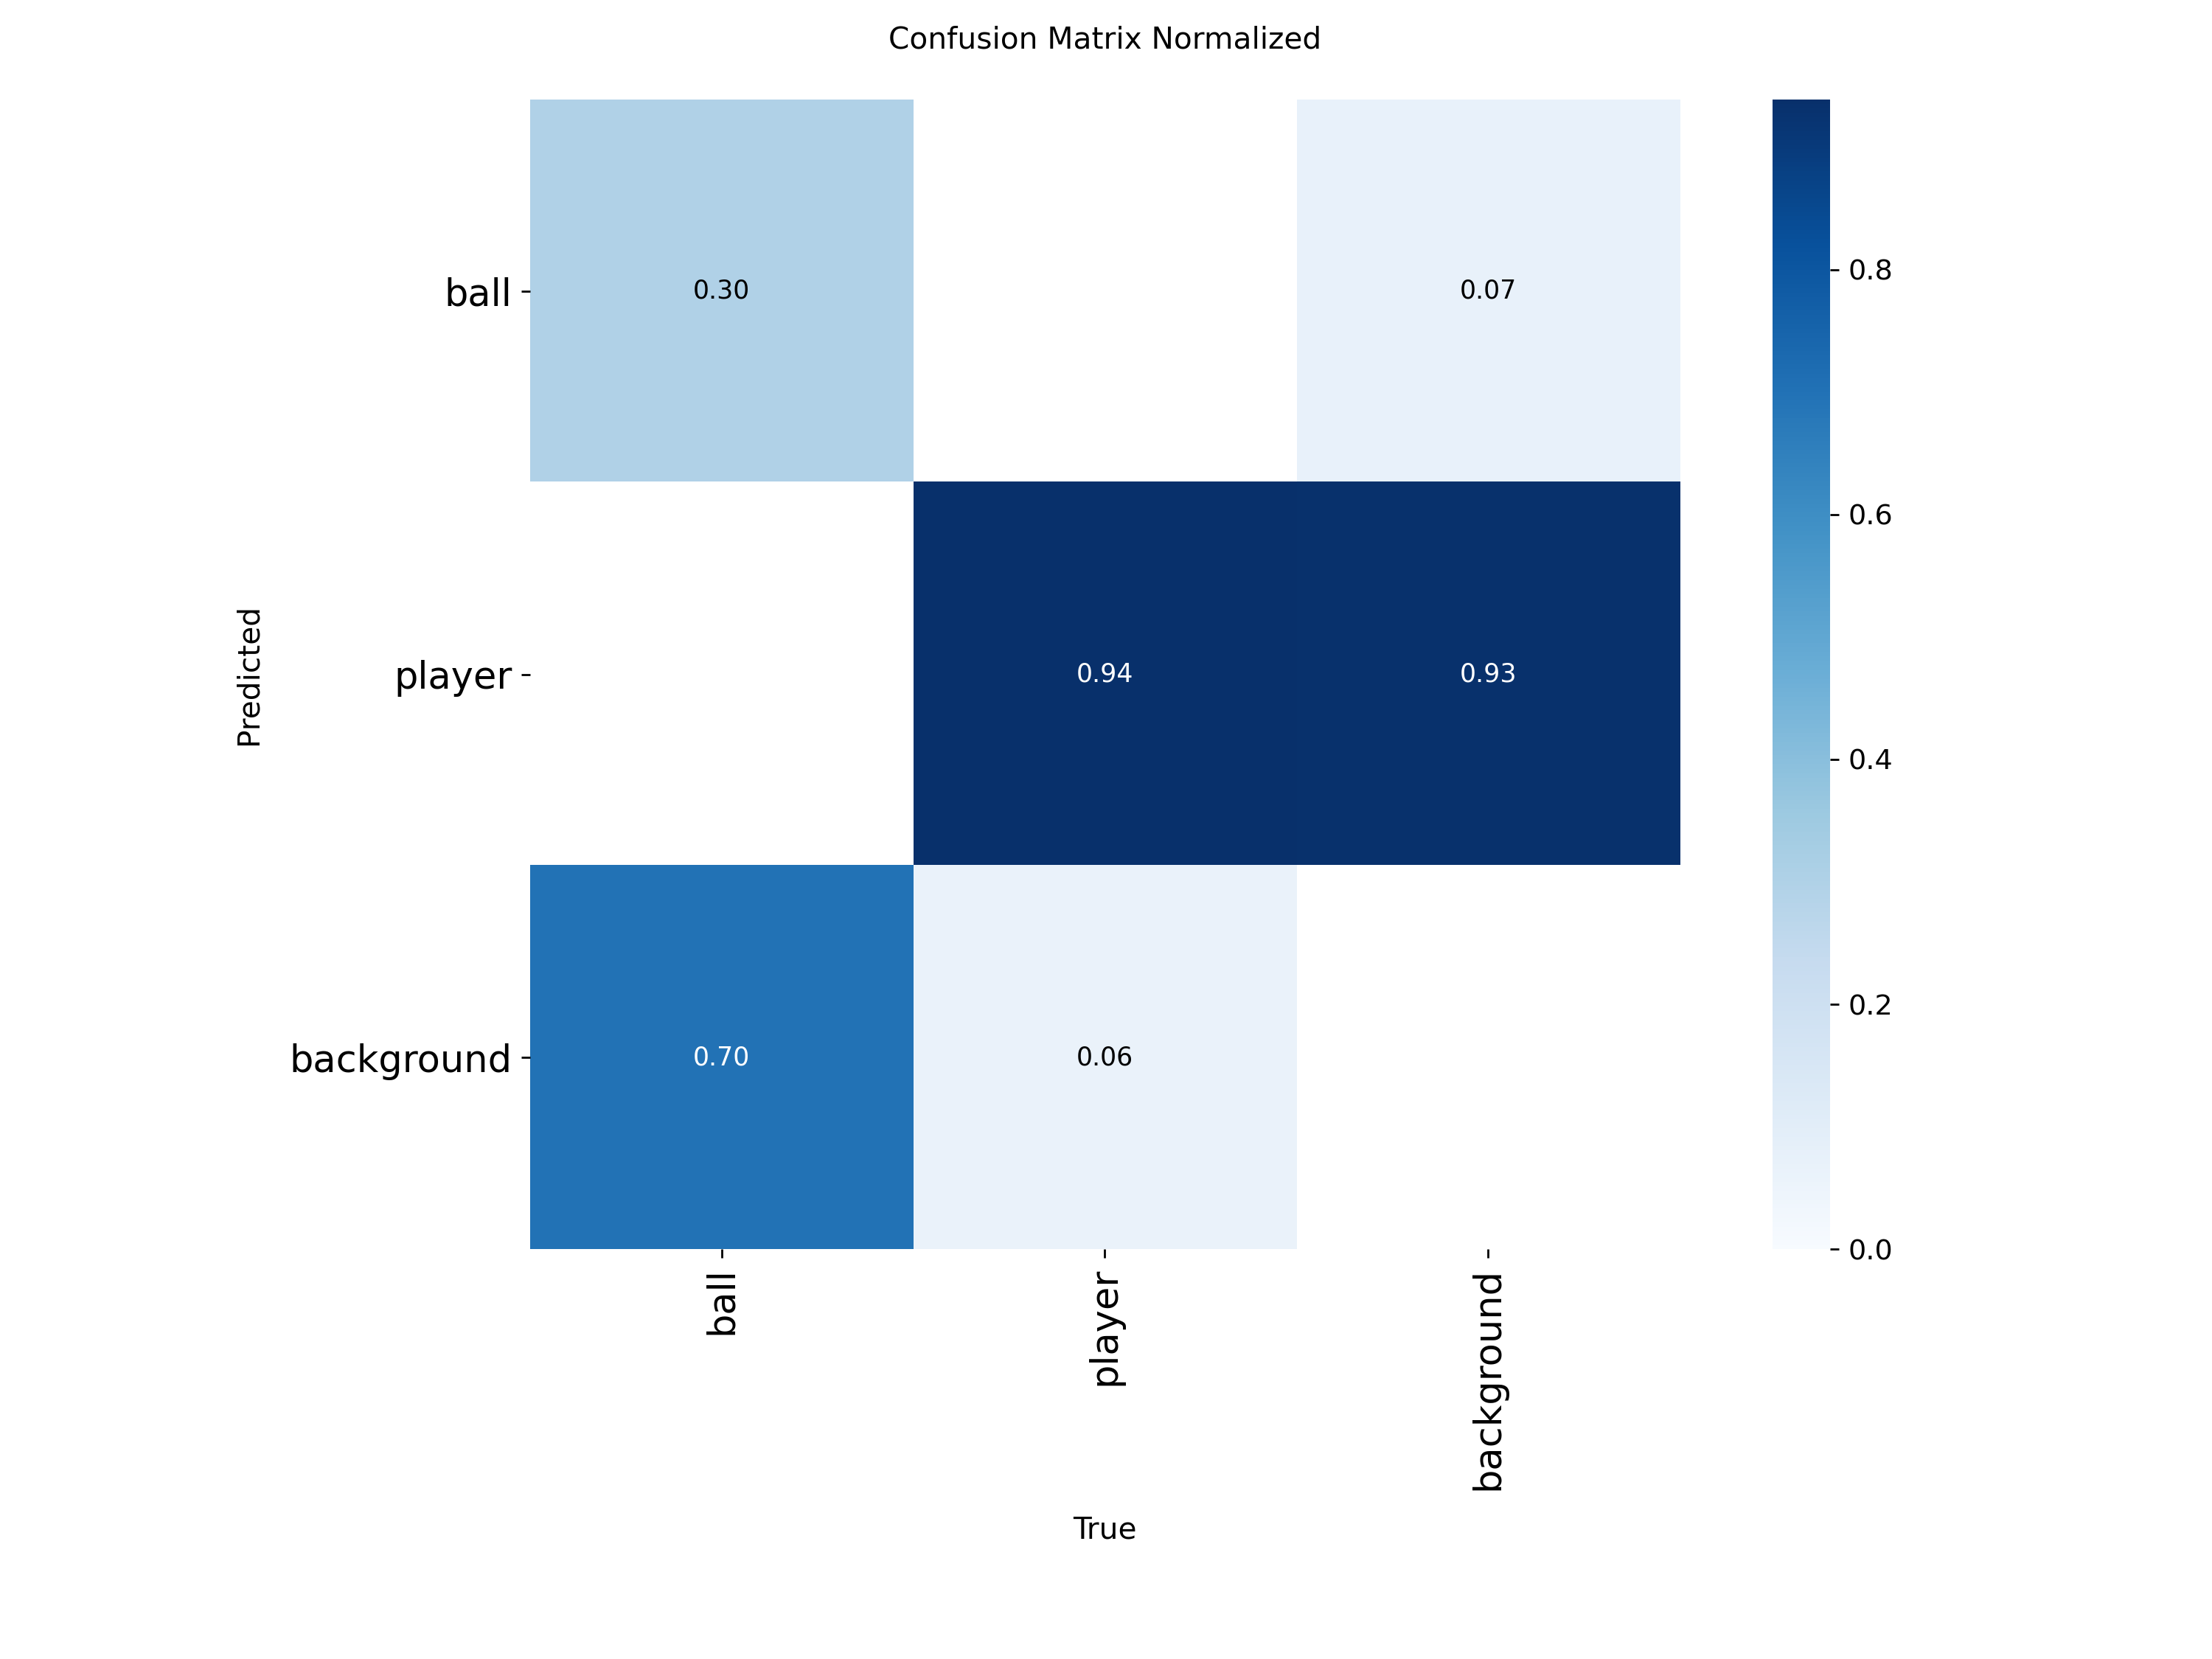 Confusion Matrix Normalized
ball
0.30
0.07
0.8
0.6
Predicted
player
0.94
0.93
0.4
background
0.70
0.06
0.2
0.0
ball
player
background
True